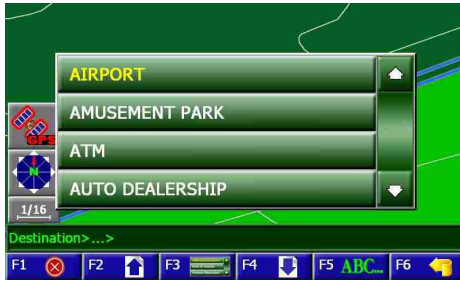 AIRPORT
AMUSEMENT PARK
ATM
AUTO DEALERSHIP
GPS
N
1/16
Destination>...>
F1 F2 F3 F4 F5 ABC... F6